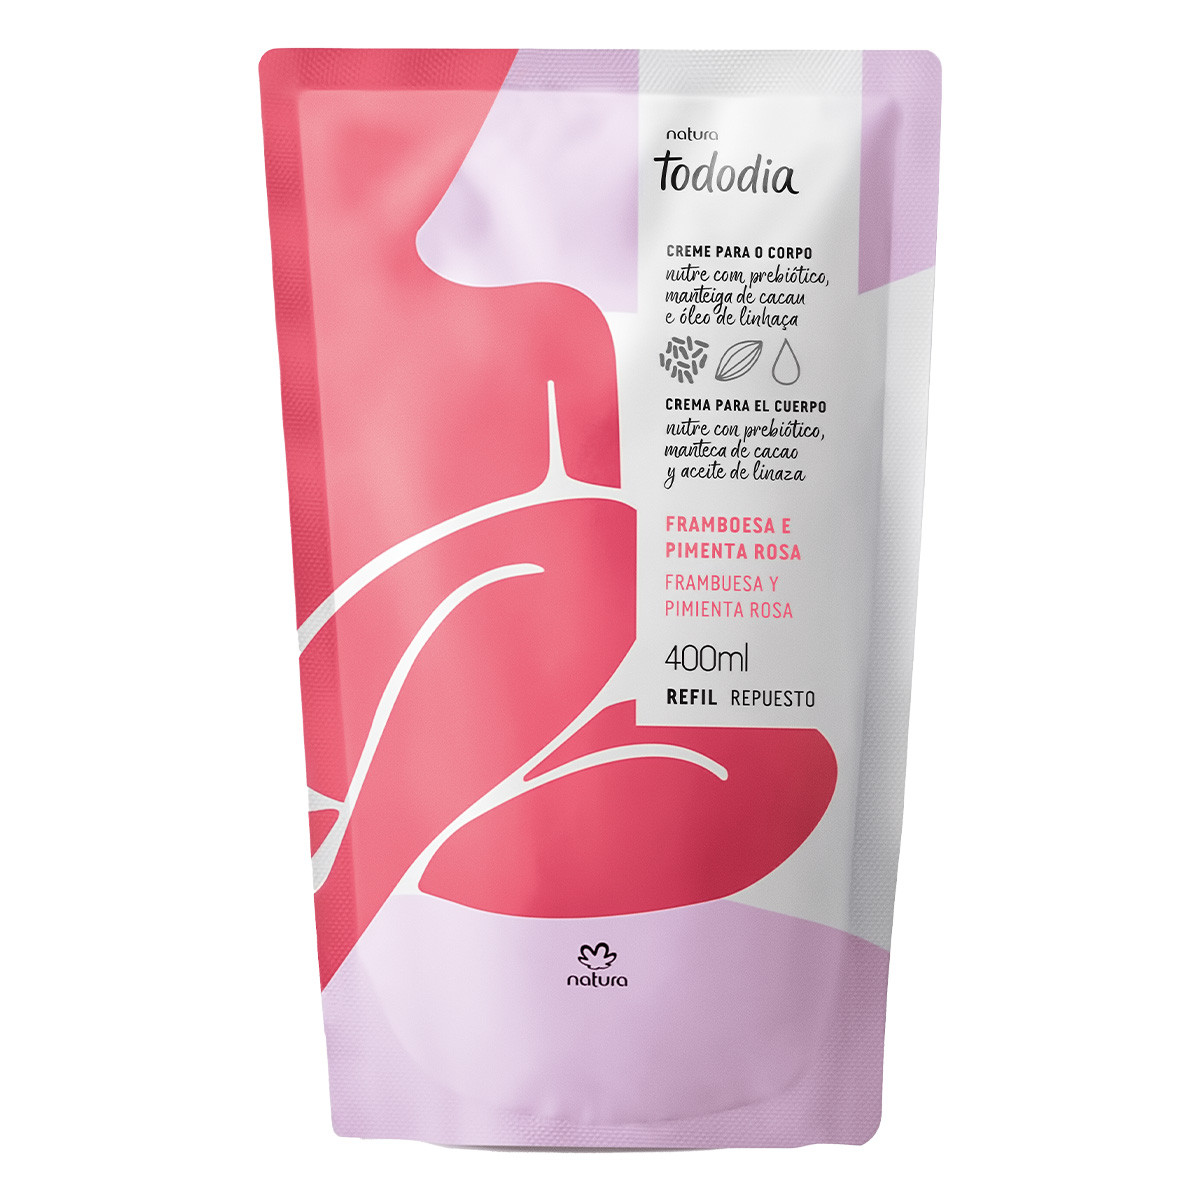 natura
tododia
CREME PARA O CORPO
nutre com prebiótico,
manteiga de cacau
e óleo de linhaça
CREMA PARA EL CUERPO
nutre con prebiótico,
manteca de cacao
y aceite de linaza
FRAMBOESA E
PIMENTA ROSA
FRAMBUESA Y
PIMIENTA ROSA
400ml
REFIL REPUESTO
natura